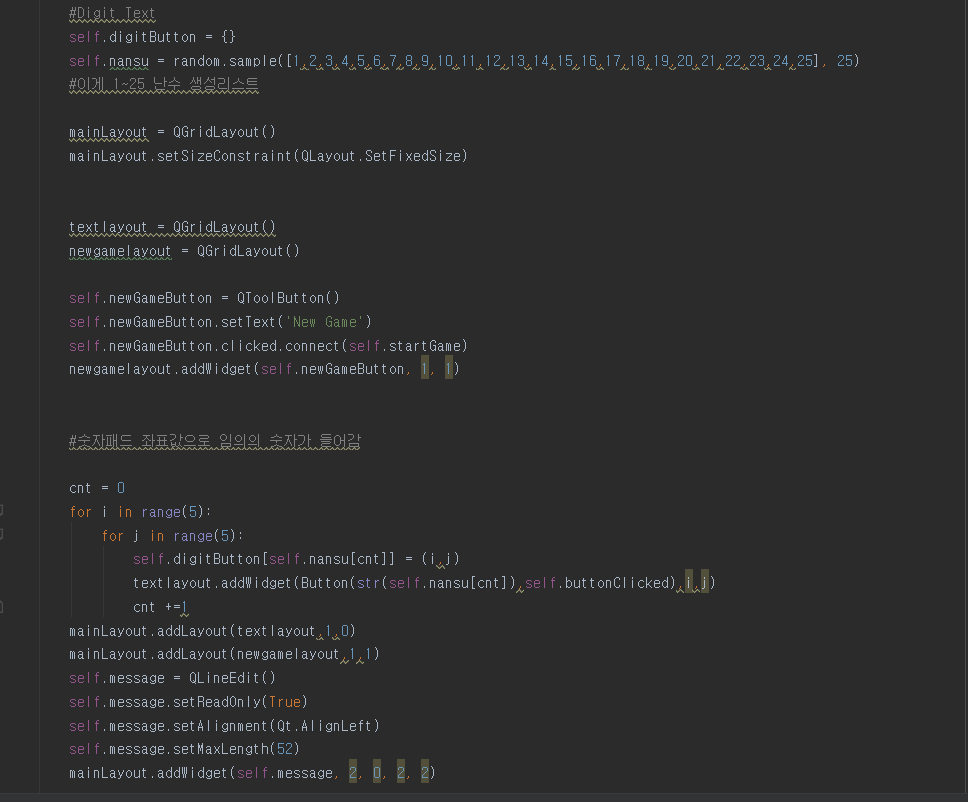 #Digit Text
self.digitButton = {}
self.nansu = random.sample([1,2,3,4,5,6,7,8,9,10,11,12,13,14,15,16,17,18,19,20,21,22,23,24,25], 25)
#이게 1~25 난수 생성리스트
mainLayout = QGridLayout()
mainLayout.setSizeConstraint(QLayout.SetFixedSize)
textlayout = QGridLayout()
newgamelayout = QGridLayout()
self.newGameButton = QToolButton()
self.newGameButton.setText('New Game')
self.newGameButton.clicked.connect(self.startGame)
newgamelayout.addWidget(self.newGameButton, 1, 1)
#숫자패드 좌표값으로 임의의 숫자가 들어감
cnt = 0
for i in range(5):
for j in range(5):
self.digitButton[self.nansu[cnt]] = (i,j)
textlayout.addWidget(Button(str(self.nansu[cnt]),self.buttonClicked),i,j)
cnt +=1
mainLayout.addLayout(textlayout,1,0)
mainLayout.addLayout(newgamelayout,1,1)
self.message = QLineEdit()
self.message.setReadOnly(True)
self.message.setAlignment(Qt.AlignLeft)
self.message.setMaxLength(52)
mainLayout.addWidget(self.message, 2, 0, 2, 2)